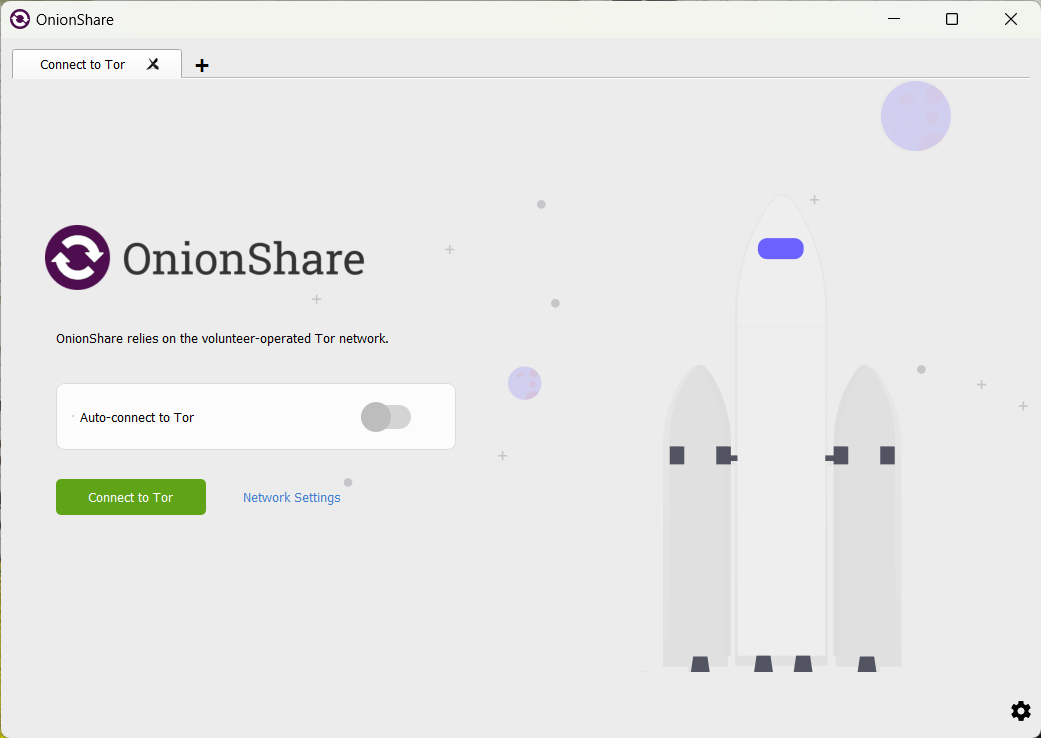 OnionShare
Connect to Tor
OnionShare
OnionShare relies on the volunteer-operated Tor network.
Auto-connect to Tor
Connect to Tor
Network Settings